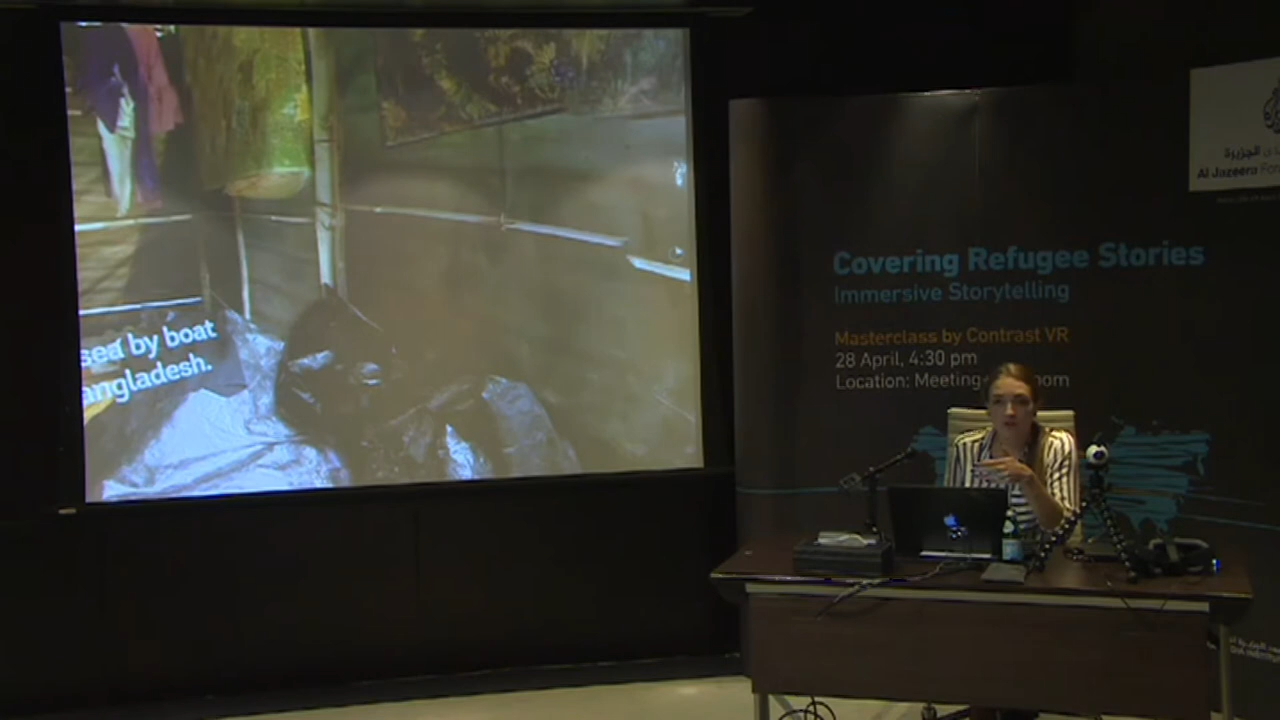 sed by boat
angladesh.
Covering Refugee Stories
Immersive Storytelling
Masterclass by Contrast VR
28 April, 4:30 pm
Location: Meeting
الجزيرة
Al Jazeera